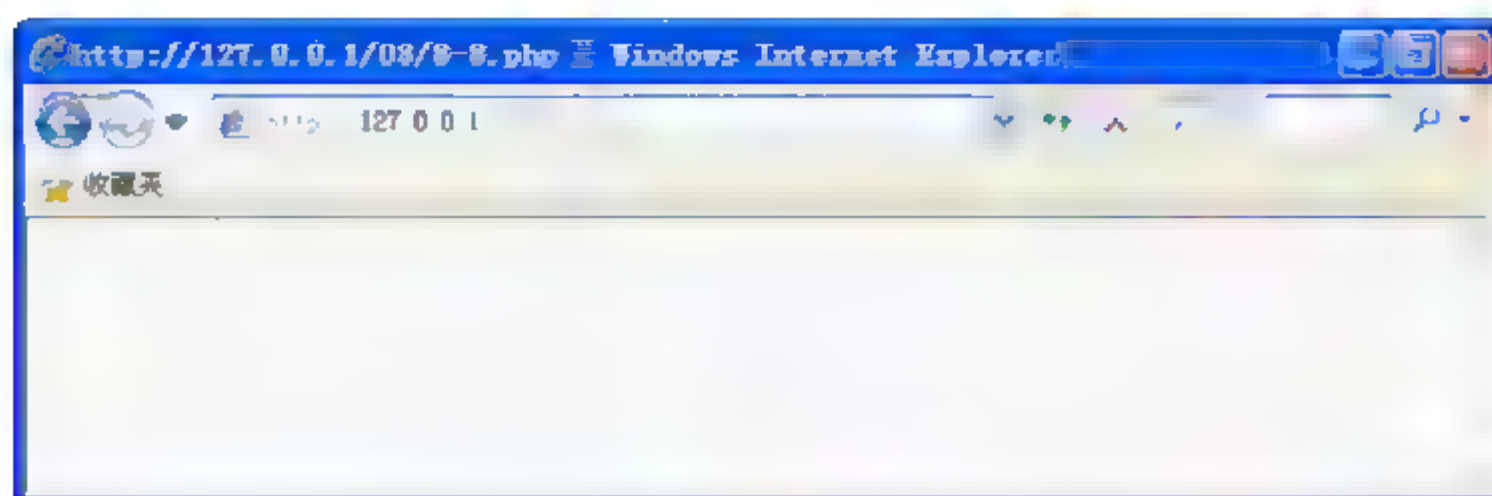 http://127.0.0.1/08/8-8.php - Windows Internet Explorer
127 0 0 1
收藏夹